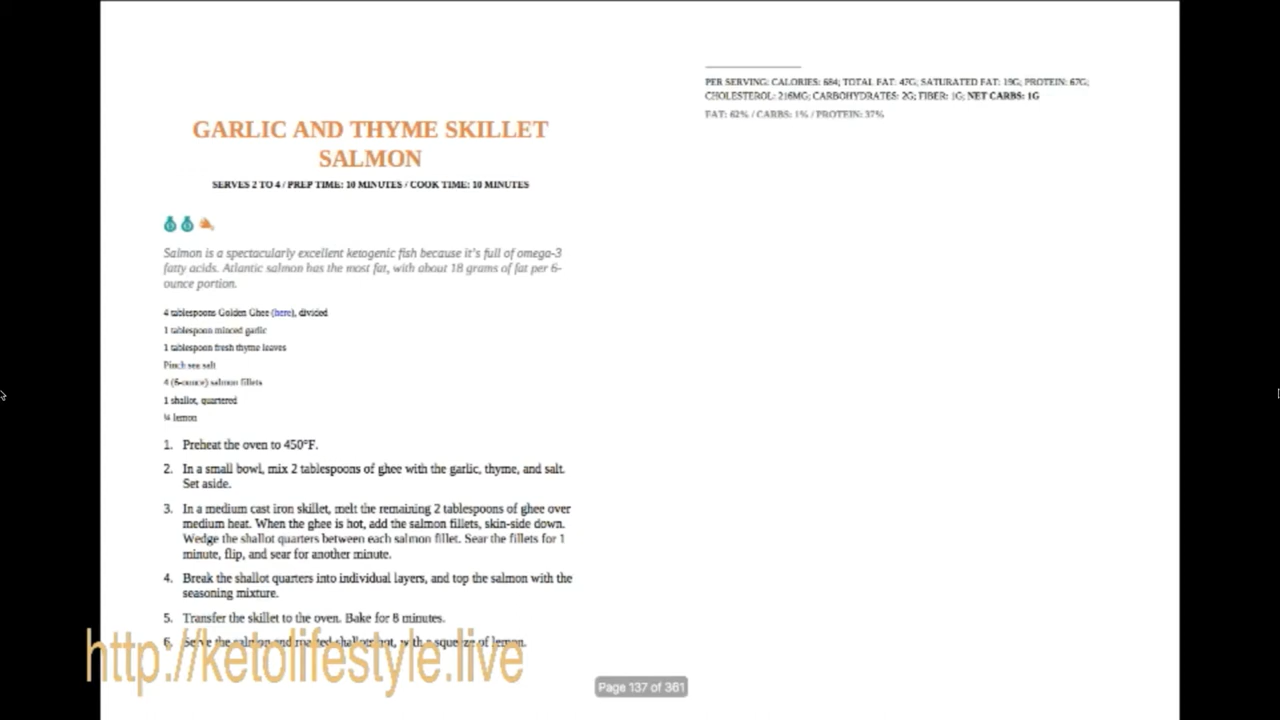 GARLIC AND THYME SKILLET
SALMON
SERVES 2 TO 4 / PREP TIME: 10 MINUTES / COOK TIME: 10 MINUTES
Salmon is a spectacularly excellent ketogenic fish because it's full of omega-3
fatty acids. Atlantic salmon has the most fat, with about 18 grams of fat per 6-
ounce portion.
4 tablespoons Golden Ghee (here), divided
1 tablespoon minced garlic
1 tablespoon fresh thyme leaves
Pinch sea salt
4 (6-ounce) salmon fillets
1 shallot, quartered
lemon
1. Preheat the oven to 450°F.
2. In a small bowl, mix 2 tablespoons of ghee with the garlic, thyme, and salt.
Set aside.
3. In a medium cast iron skillet, melt the remaining 2 tablespoons of ghee over
medium heat. When the ghee is hot, add the salmon fillets, skin-side down.
Wedge the shallot quarters between each salmon fillet. Sear the fillets for 1
minute, flip, and sear for another minute.
4. Break the shallot quarters into individual layers, and top the salmon with the
seasoning mixture.
5. Transfer the skillet to the oven. Bake for 8 minutes.
6. Serve the salmon and roasted shallots hot, with a squeeze of lemon.
http://ketolifestyle.live
PER SERVING: CALORIES: 684; TOTAL FAT: 47G; SATURATED FAT: 19G; PROTEIN: 67G;
CHOLESTEROL: 216MG; CARBOHYDRATES: 2G; FIBER: 1G; NET CARBS: 1G
FAT: 62% / CARBS: 1% / PROTEIN: 37%
Page 137 of 361